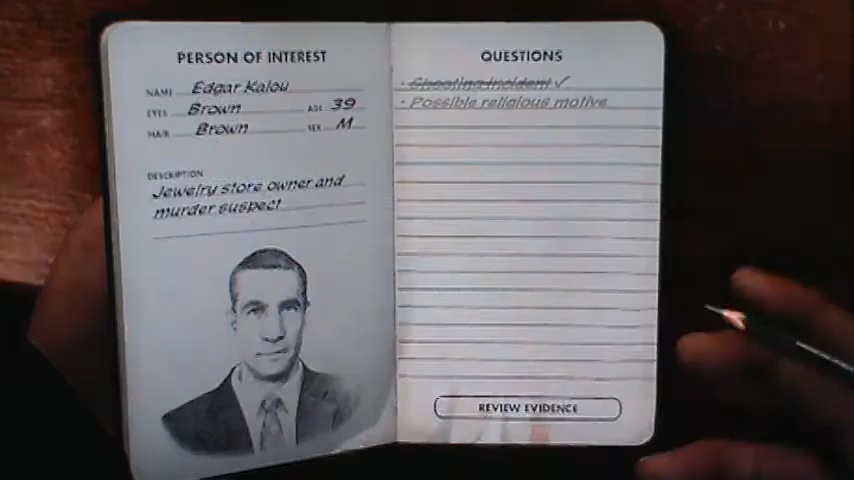 PERSON OF INTEREST
NAME Edgar Kalou
EYES Brown AGE 39
HAIR Brown SEX M
DESCRIPTION
Jewelry store owner and
murder suspect
QUESTIONS
· Shooting incident ✓
· Possible religious motive
REVIEW EVIDENCE